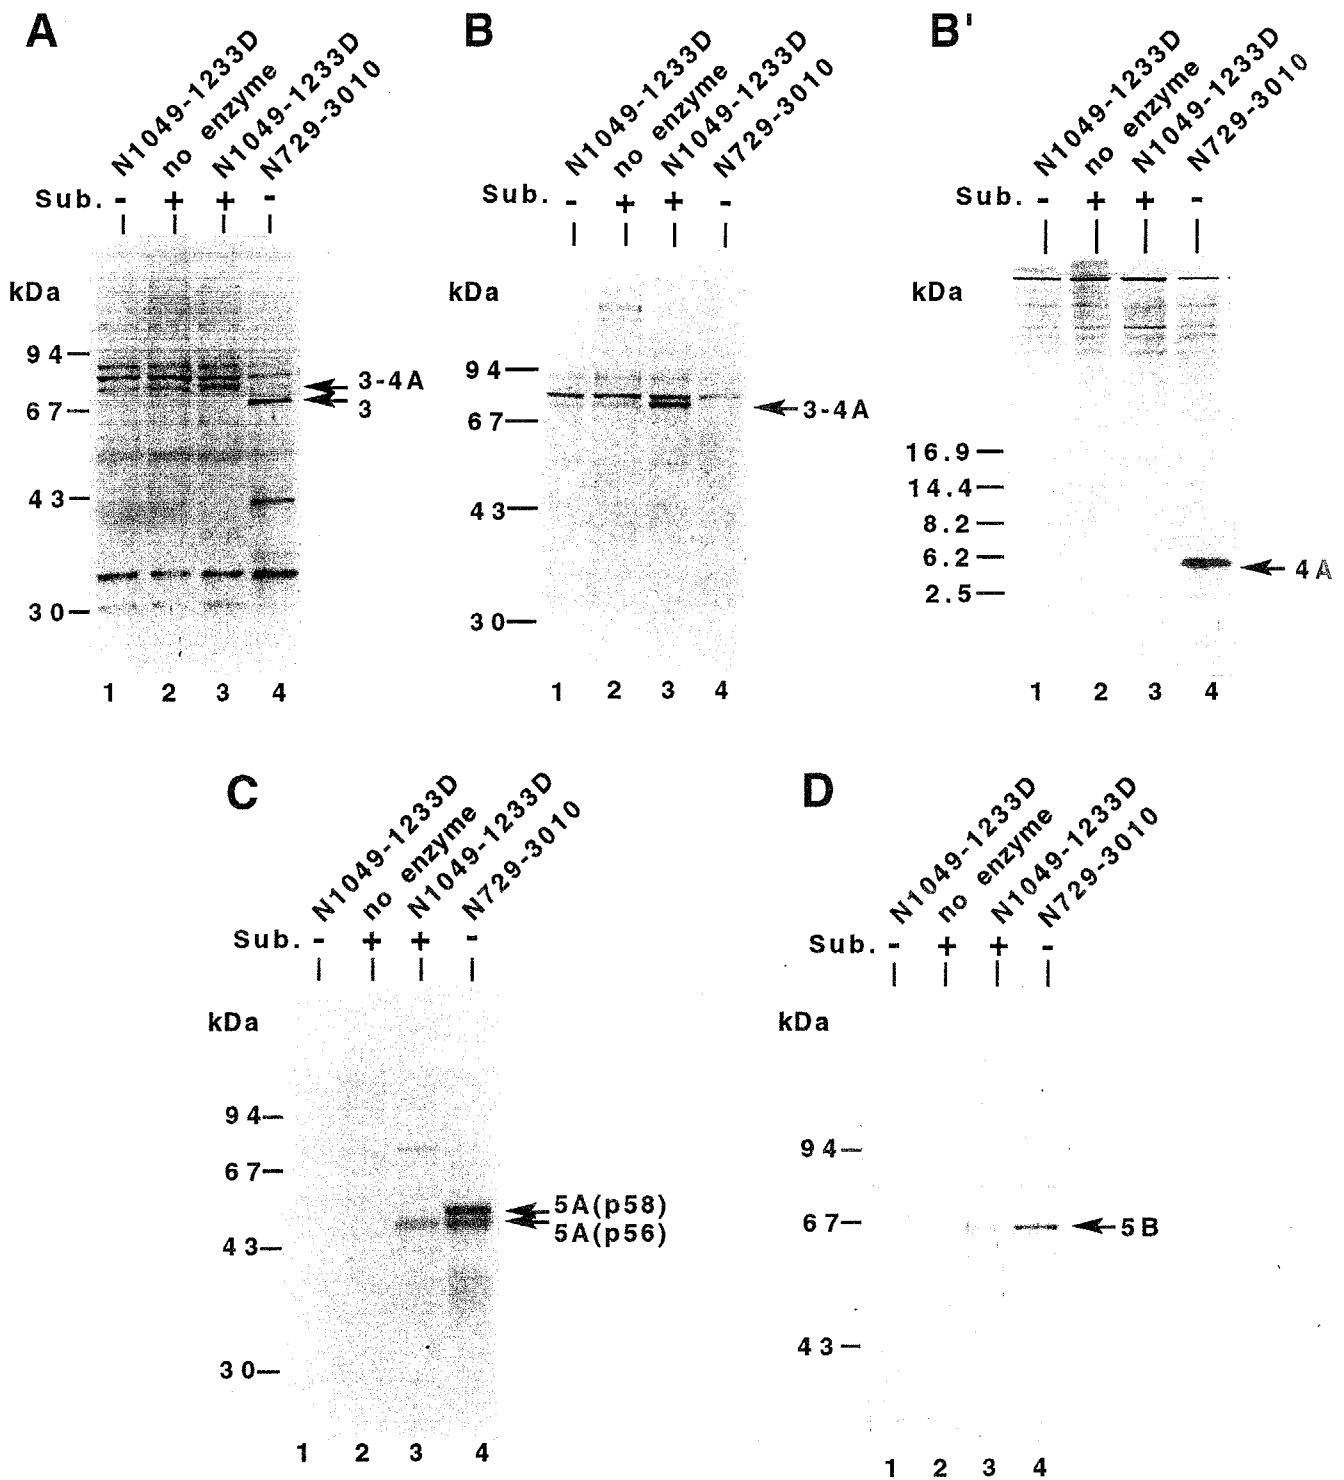 A
N1049-1233D
no enzyme
N1049-1233D
N729-3010
Sub. - + + -
kDa
94
67
43
30
3-4A
3
1 2 3 4
B
N1049-1233D
no enzyme
N1049-1233D
N729-3010
Sub. - + + -
kDa
94
67
43
30
3-4A
1 2 3 4
B'
N1049-1233D
no enzyme
N1049-1233D
N729-3010
Sub. - + + -
kDa
16.9
14.4
8.2
6.2
2.5
4A
1 2 3 4
C
N1049-1233D
no enzyme
N1049-1233D
N729-3010
Sub. - + + -
kDa
94
67
43
30
5A(p58)
5A(p56)
1 2 3 4
D
N1049-1233D
no enzyme
N1049-1233D
N729-3010
Sub. - + + -
kDa
94
67
43
5B
1 2 3 4